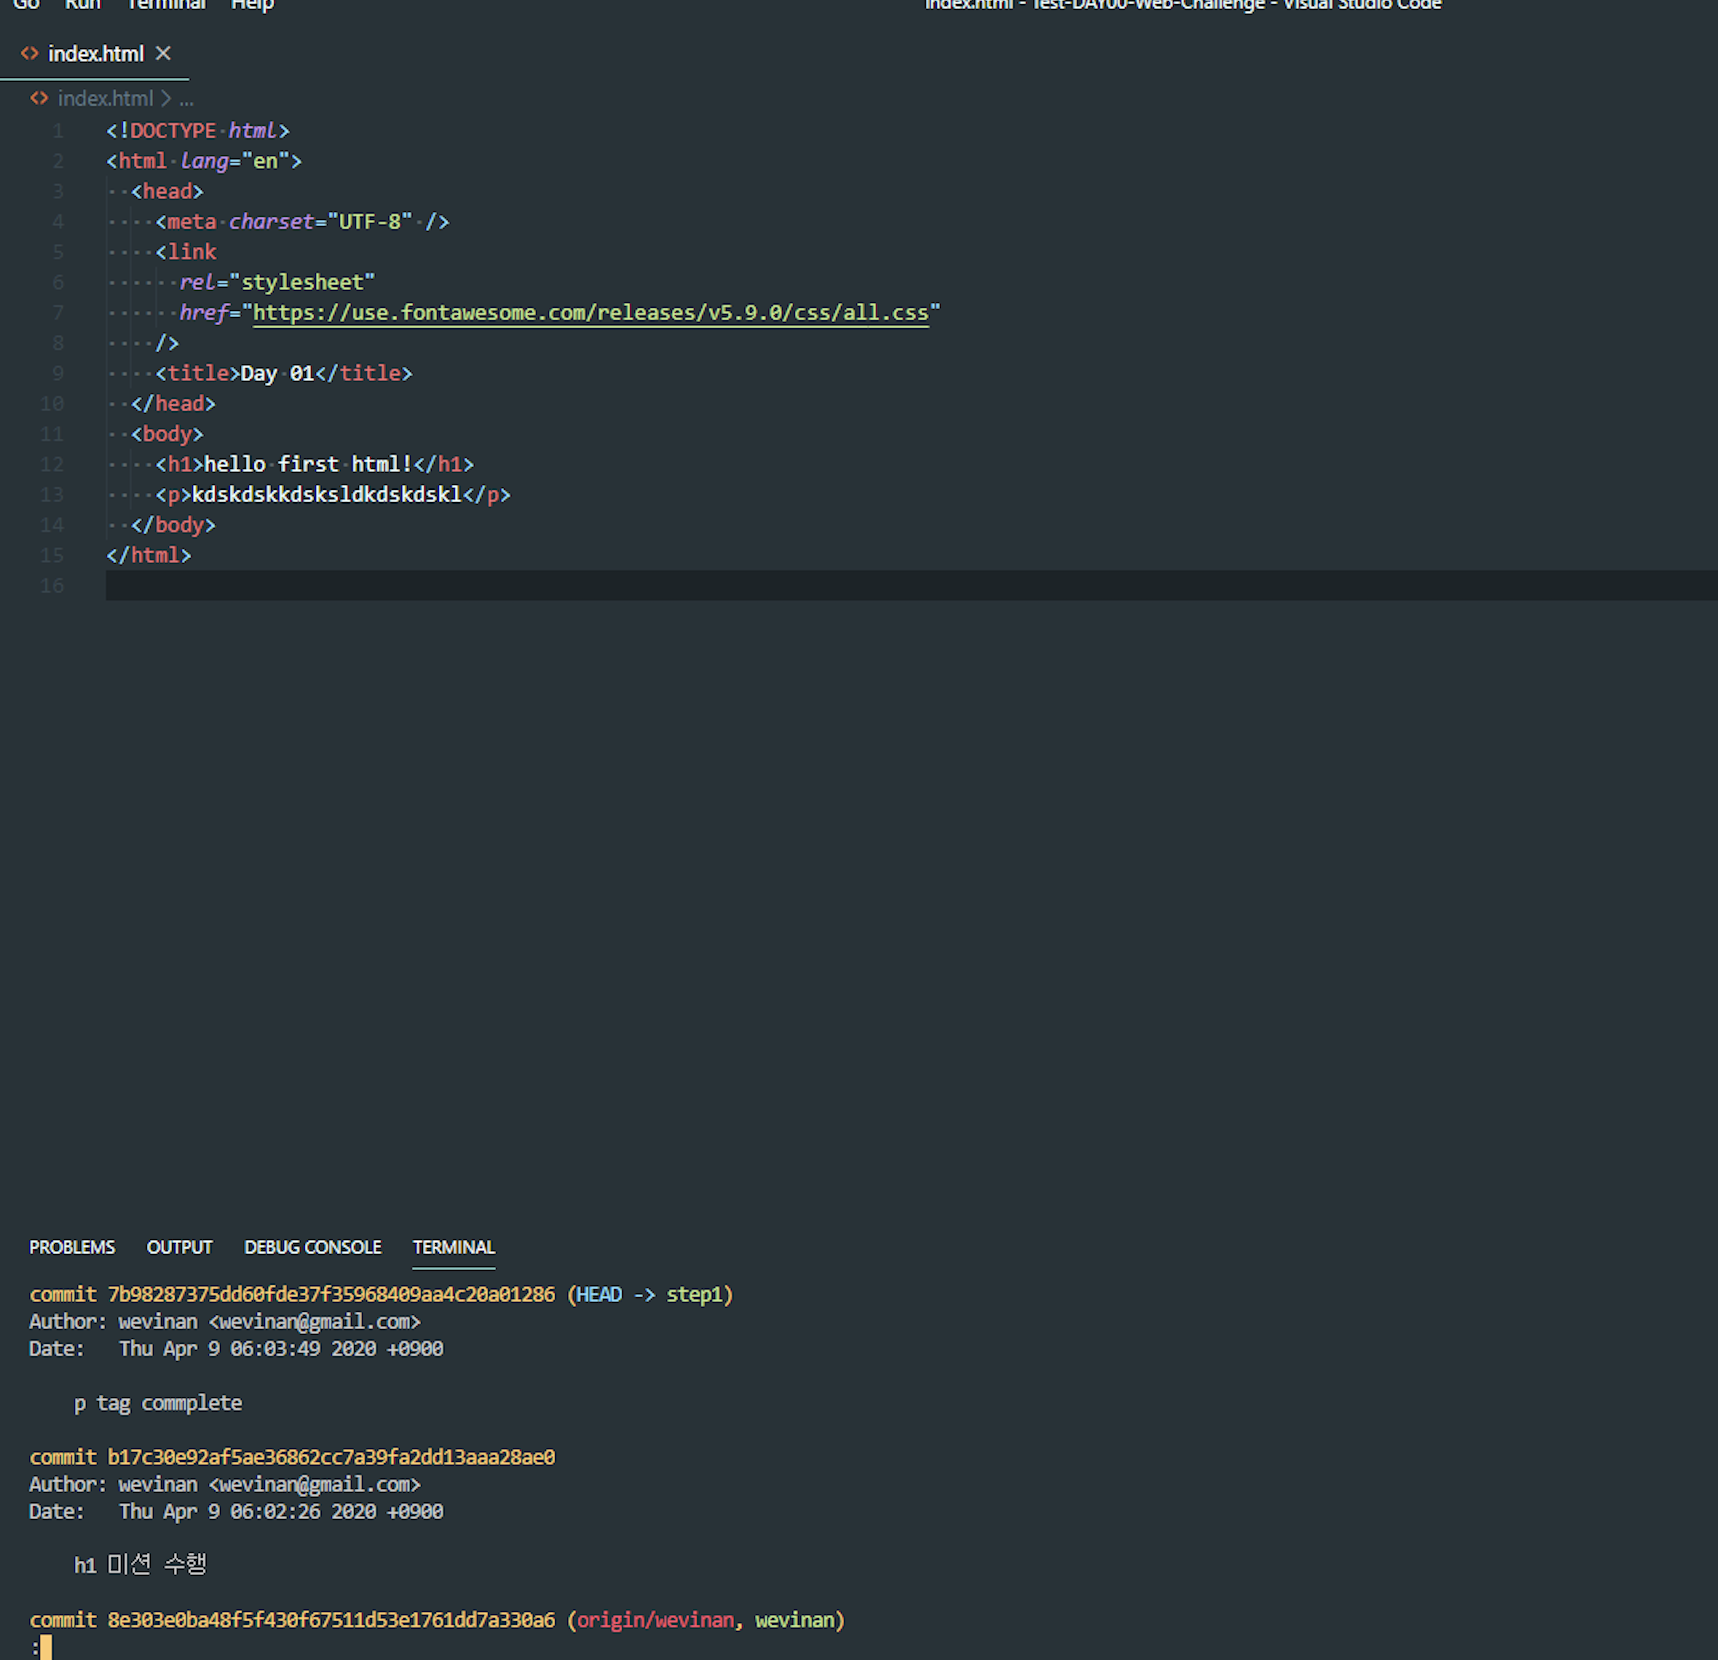 Go Run Terminal Help index.html - Test-DAY00-Web-Challenge - Visual Studio Code
index.html
index.html > ...
1 <!DOCTYPE html>
2 <html lang="en">
3 <head>
4 <meta charset="UTF-8" />
5 <link
6 rel="stylesheet"
7 href="https://use.fontawesome.com/releases/v5.9.0/css/all.css"
8 />
9 <title>Day 01</title>
10 </head>
11 <body>
12 <h1>hello first html!</h1>
13 <p>kdskdskkdsksldkdskdskl</p>
14 </body>
15 </html>
16
PROBLEMS OUTPUT DEBUG CONSOLE TERMINAL
commit 7b98287375dd60fde37f35968409aa4c20a01286 (HEAD -> step1)
Author: wevinan <wevinan@gmail.com>
Date: Thu Apr 9 06:03:49 2020 +0900
p tag commplete
commit b17c30e92af5ae36862cc7a39fa2dd13aaa28ae0
Author: wevinan <wevinan@gmail.com>
Date: Thu Apr 9 06:02:26 2020 +0900
h1 미션 수행
commit 8e303e0ba48f5f430f67511d53e1761dd7a330a6 (origin/wevinan, wevinan)
: